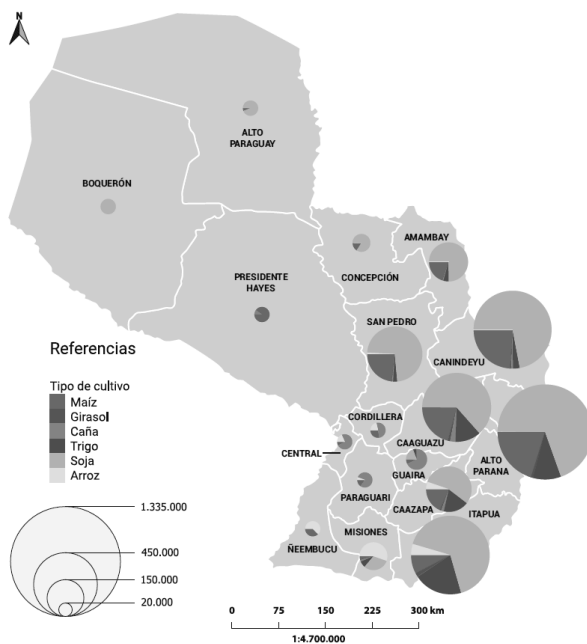 N
ALTO
PARAGUAY
BOQUERÓN
AMAMBAY
PRESIDENTE
HAYES
CONCEPCIÓN
SAN PEDRO
CANINDEYU
Referencias
Tipo de cultivo
Maíz
Girasol
Caña
Trigo
Soja
Arroz
CORDILLERA
CAAGUAZU
CENTRAL
GUAIRA
ALTO
PARANA
PARAGUARI
CAAZAPA
ITAPUA
MISIONES
ÑEEMBUCU
1.335.000
450.000
150.000
20.000
0 75 150 225 300 km
1:4.700.000